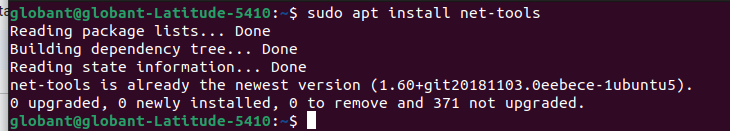 globant@globant-Latitude-5410:~$ sudo apt install net-tools
Reading package lists... Done
Building dependency tree... Done
Reading state information... Done
net-tools is already the newest version (1.60+git20181103.0eebece-1ubuntu5).
0 upgraded, 0 newly installed, 0 to remove and 371 not upgraded.
globant@globant-Latitude-5410:~$